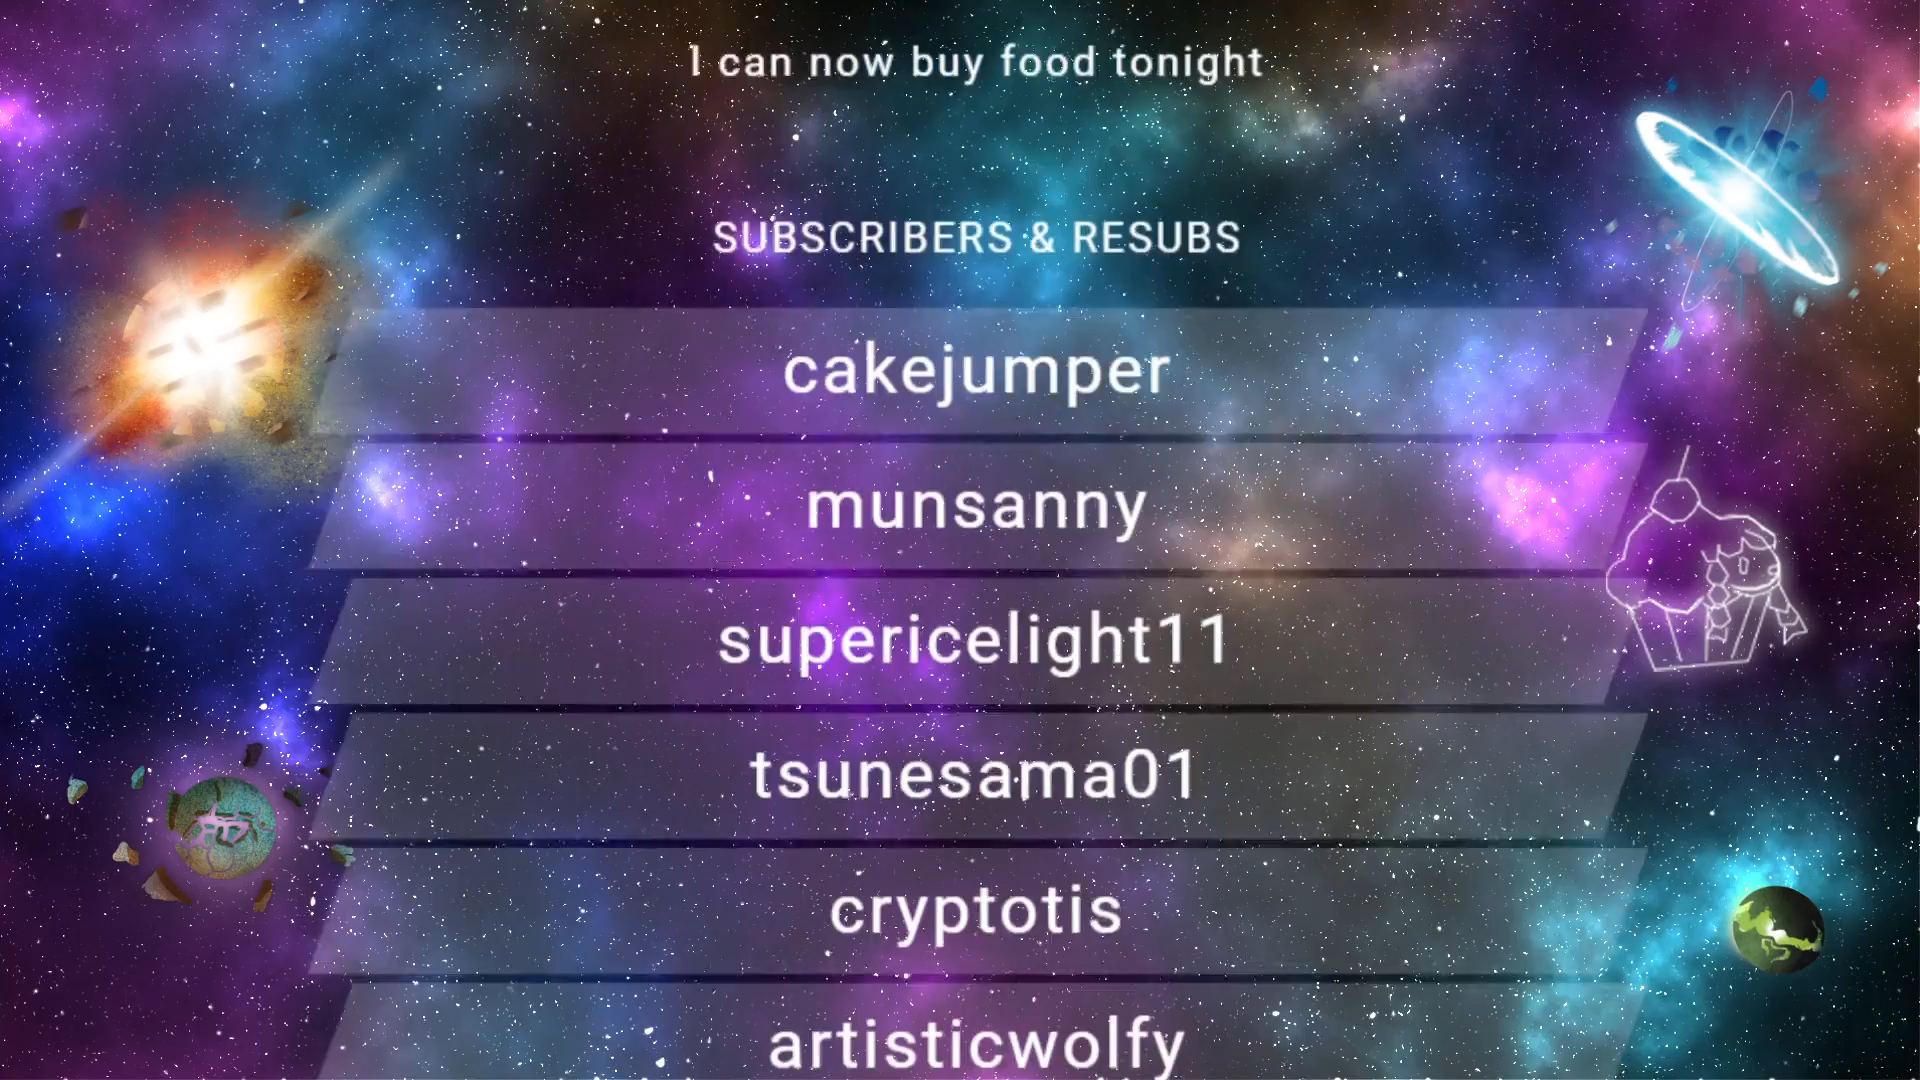 I can now buy food tonight
SUBSCRIBERS & RESUBS
cakejumper
munsanny
supericelight11
tsunesama01
cryptotis
artisticwolfy